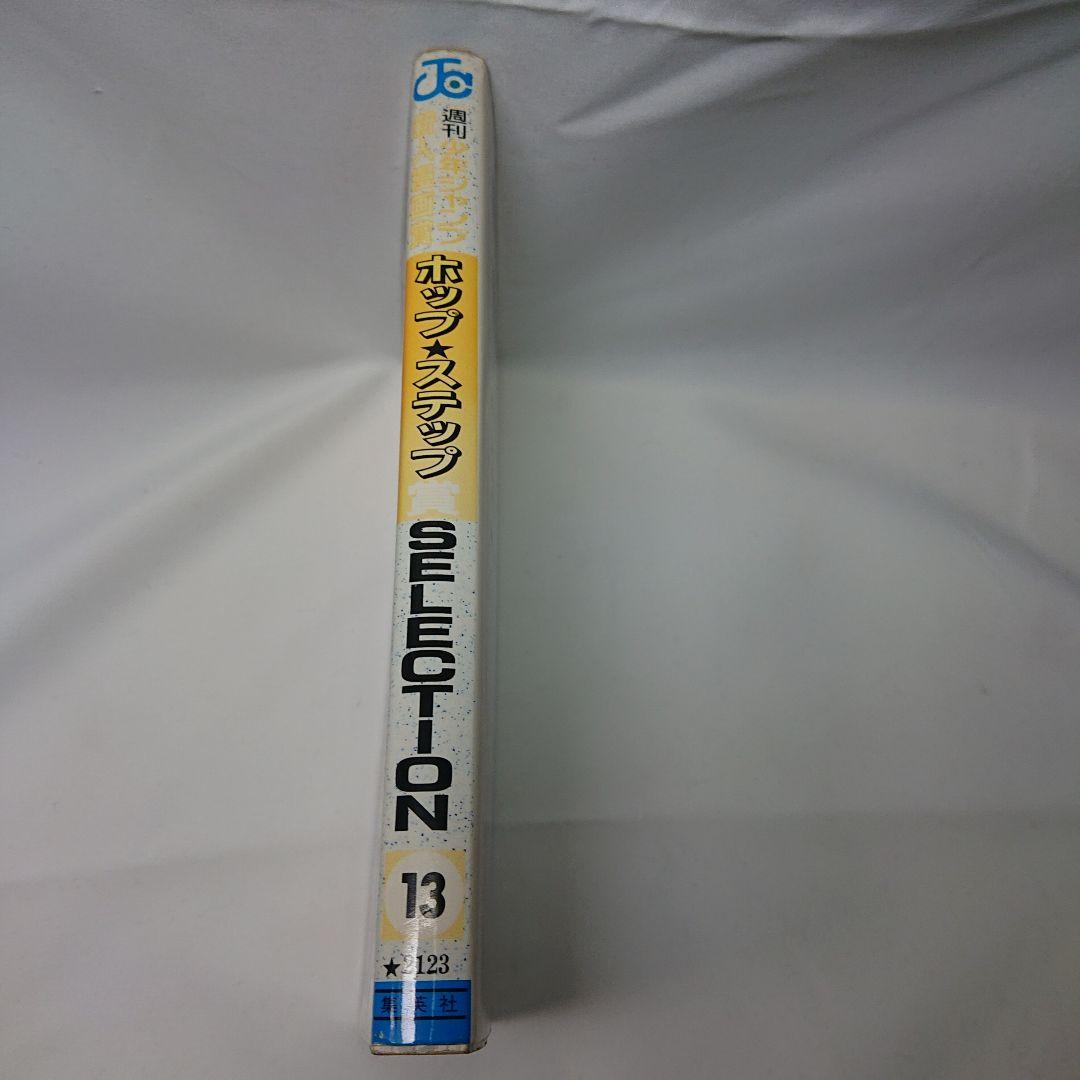 JC
週刊少年ジャンプ
新人漫画賞
ホップ★ステップ賞
SELECTION
13
★2123
集英社